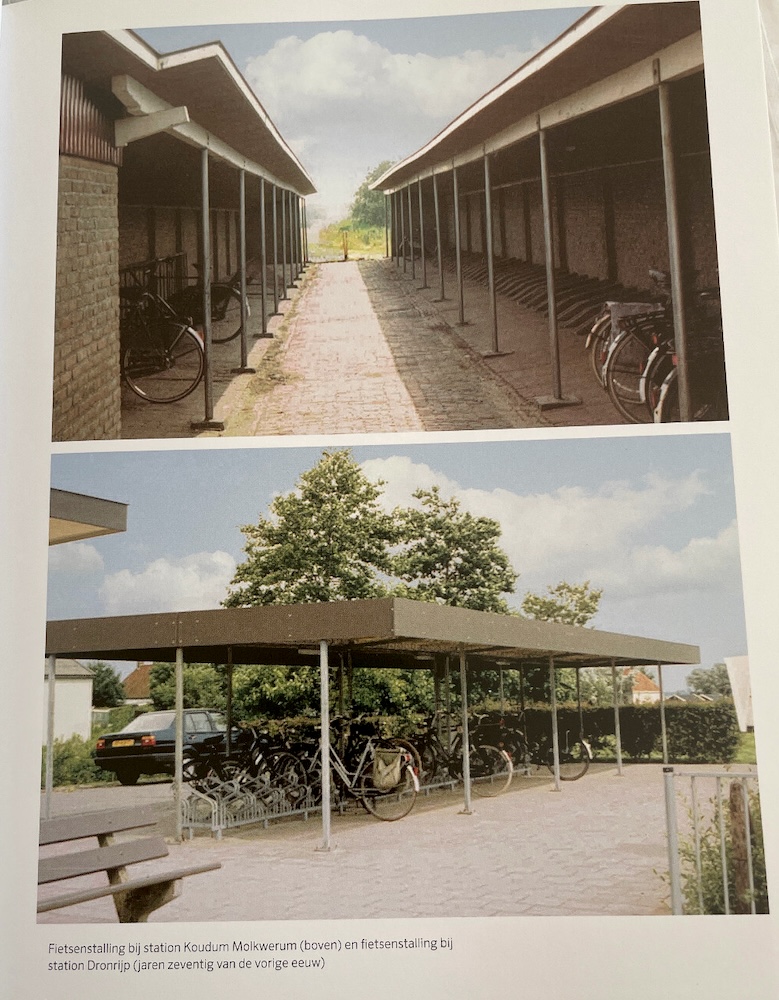 Fietsenstalling bij station Koudum Molkwerum (boven) en fietsenstalling bij
station Dronrijp (jaren zeventig van de vorige eeuw)